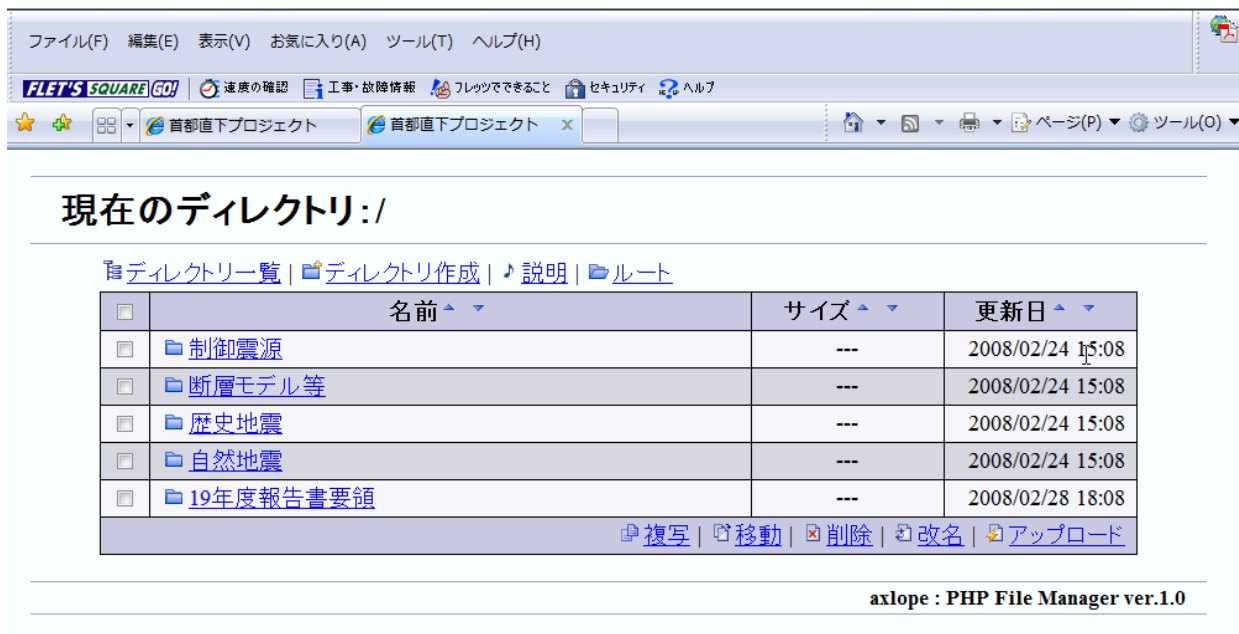 ファイル(F) 編集(E) 表示(V) お気に入り(A) ツール(T) ヘルプ(H)
FLET'S SQUARE GO! 速度の確認 工事・故障情報 フレッツでできること セキュリティ ヘルプ
首都直下プロジェクト 首都直下プロジェクト X ページ(P) ツール(O)
現在のディレクトリ:/
ディレクトリ一覧 | ディレクトリ作成 | 説明 | ルート
名前 サイズ 更新日
制御震源 --- 2008/02/24 15:08
断層モデル等 --- 2008/02/24 15:08
歴史地震 --- 2008/02/24 15:08
自然地震 --- 2008/02/24 15:08
19年度報告書要領 --- 2008/02/28 18:08
複写 | 移動 | 削除 | 改名 | アップロード
axlope : PHP File Manager ver.1.0